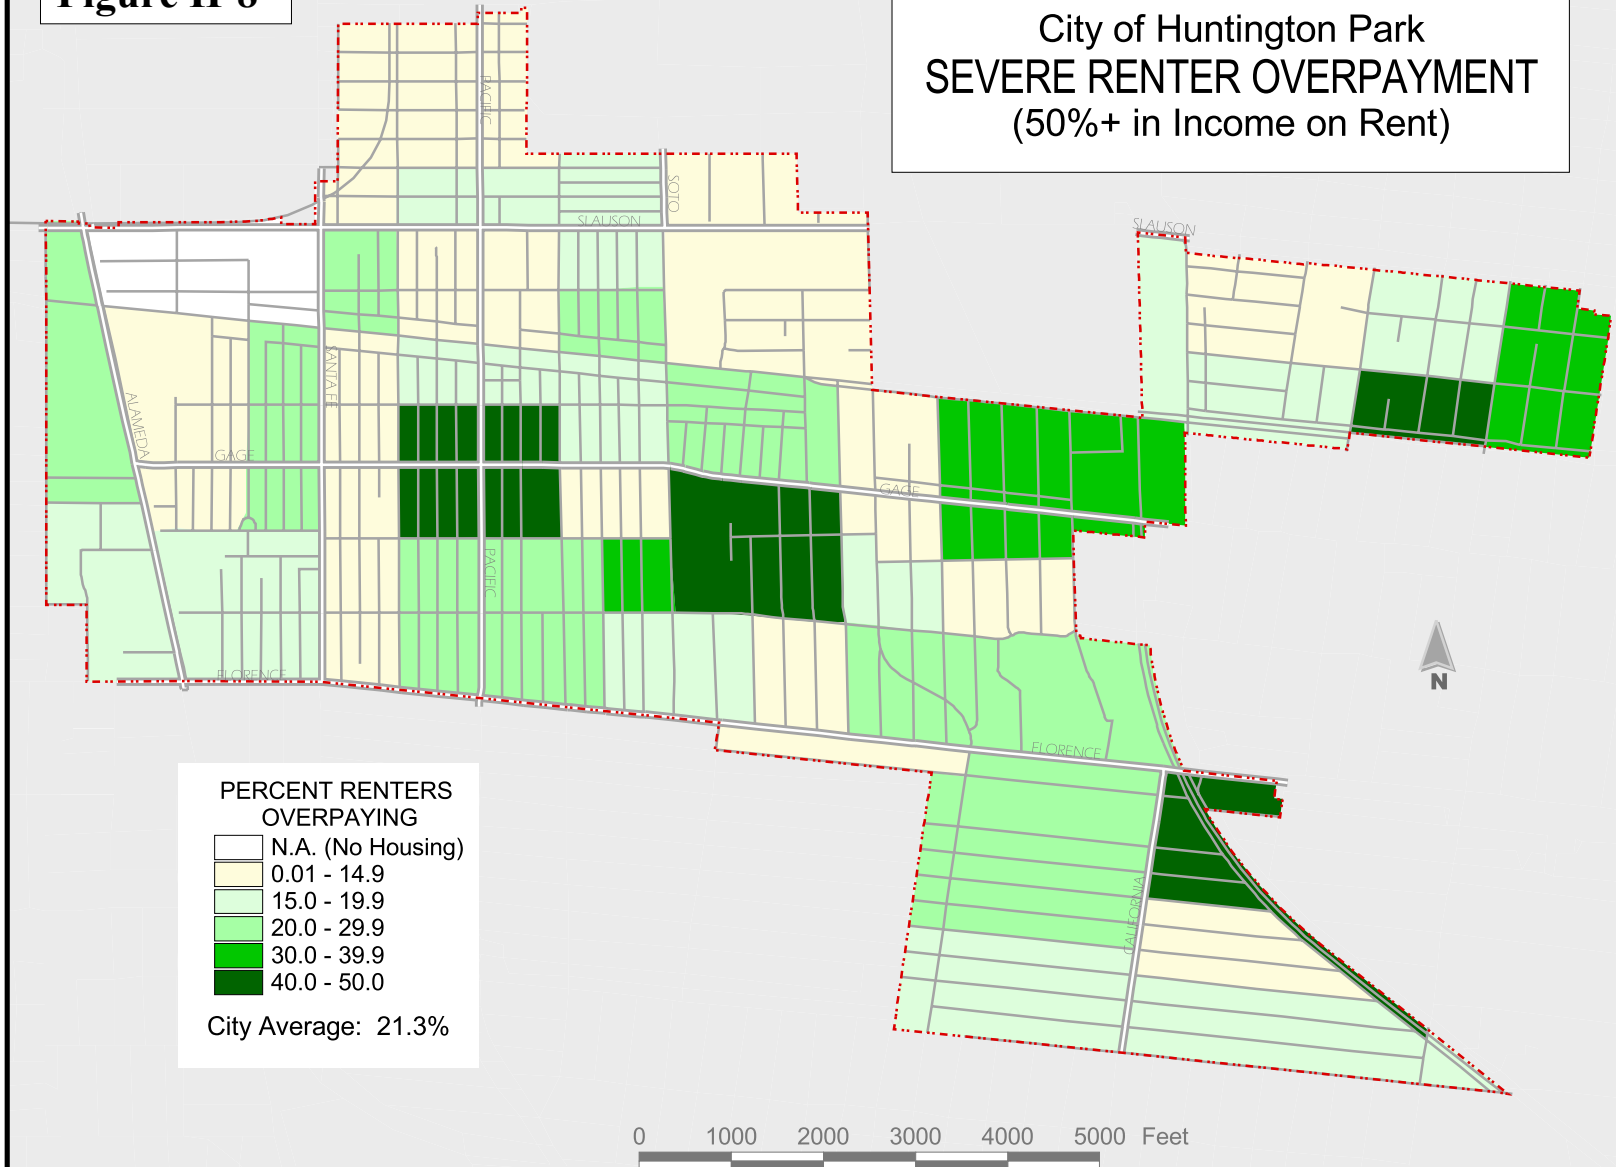 Figure II-8
City of Huntington Park
SEVERE RENTER OVERPAYMENT
(50%+ in Income on Rent)
PACIFIC
SOTO
SLAUSON
SLAUSON
SANTA FE
ALAMEDA
GAGE
GAGE
PACIFIC
FLORENCE
FLORENCE
CALIFORNIA
N
PERCENT RENTERS
OVERPAYING
N.A. (No Housing)
0.01 - 14.9
15.0 - 19.9
20.0 - 29.9
30.0 - 39.9
40.0 - 50.0
City Average: 21.3%
0 1000 2000 3000 4000 5000 Feet